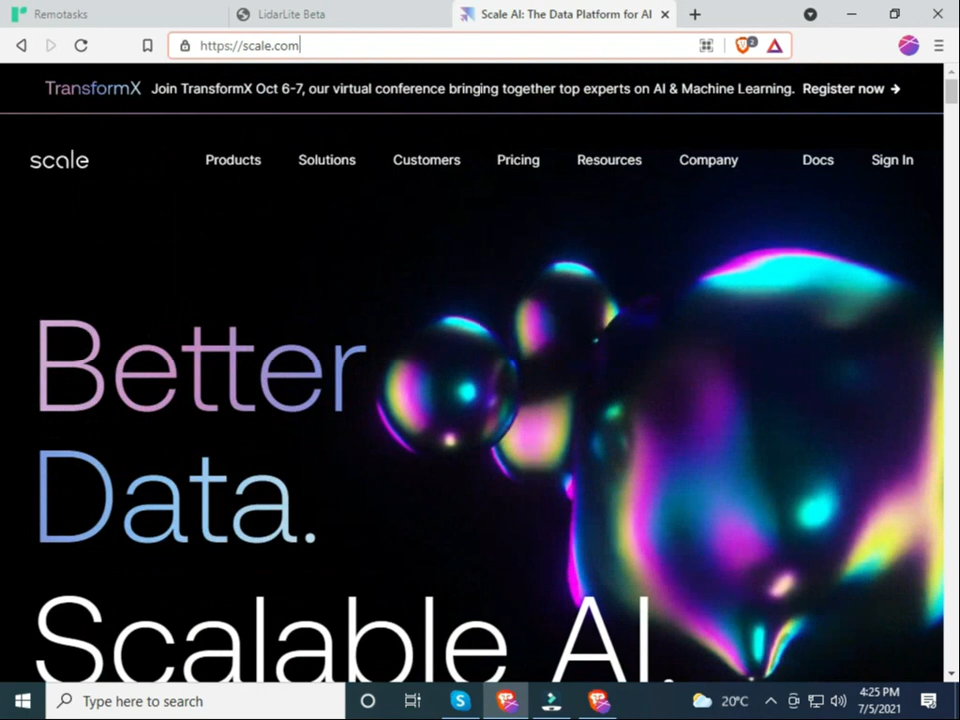 Remotasks LidarLite Beta Scale AI: The Data Platform for AI
https://scale.com 2
TransformX Join TransformX Oct 6-7, our virtual conference bringing together top experts on AI & Machine Learning. Register now →
scale Products Solutions Customers Pricing Resources Company Docs Sign In
Better
Data.
Scalable AI.
Type here to search 20°C 4:25 PM
7/5/2021